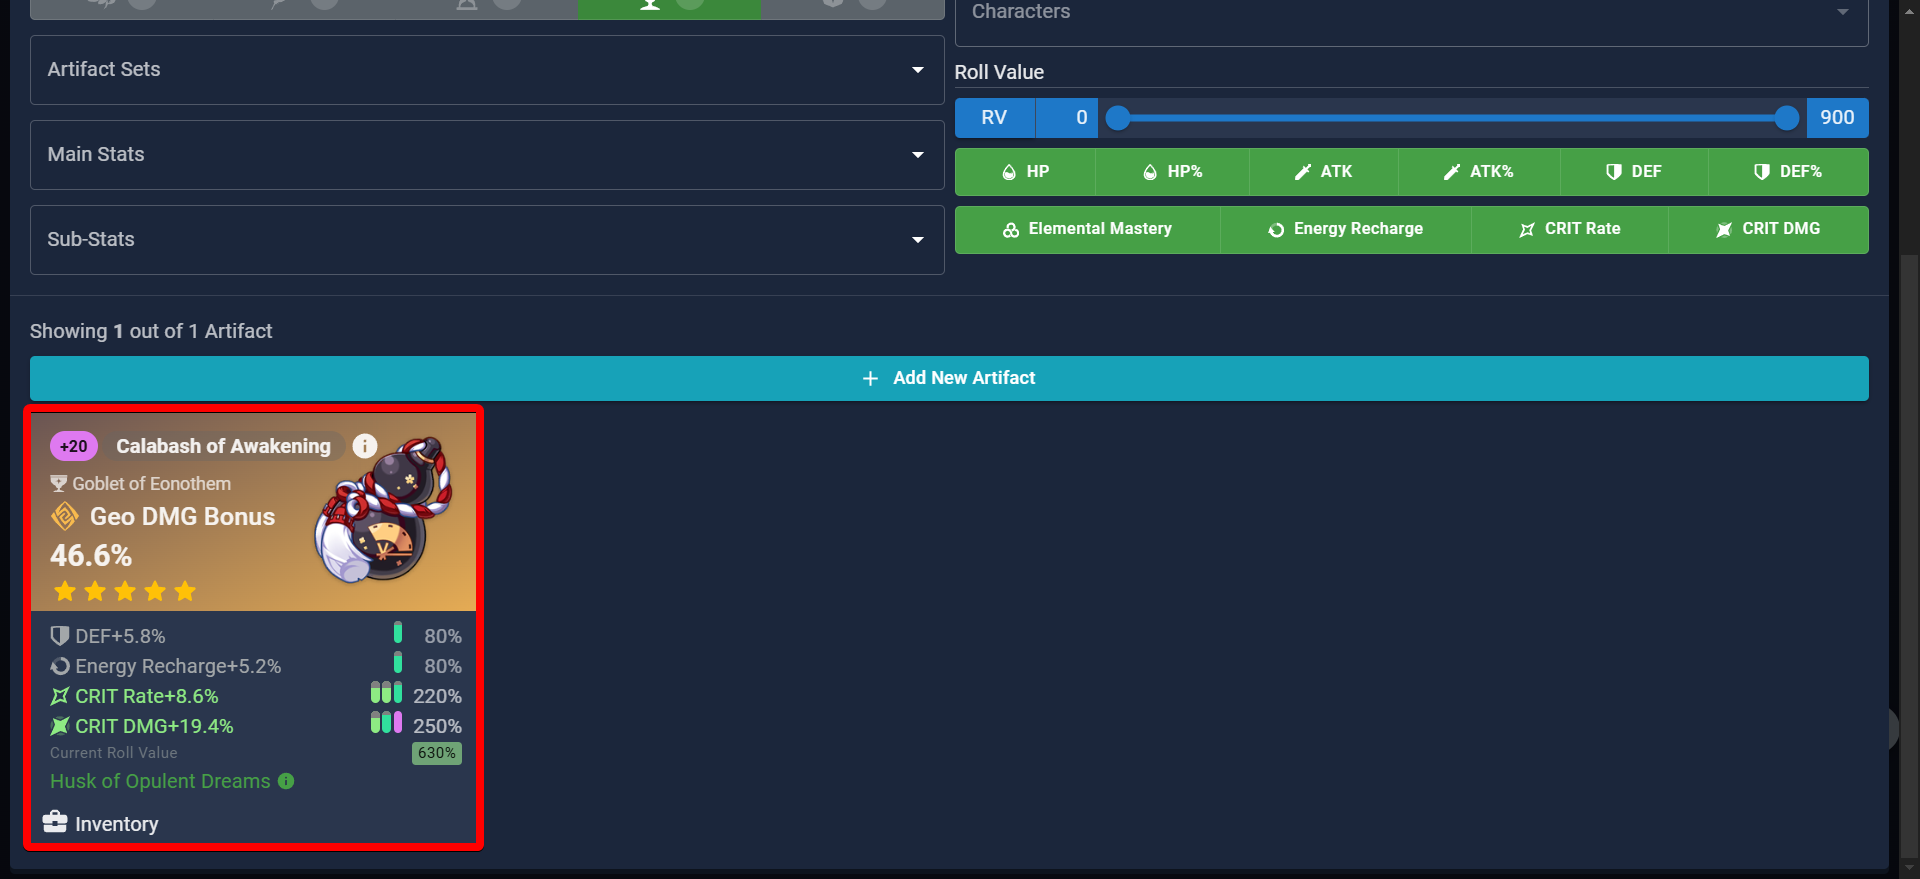 Characters
Artifact Sets
Main Stats
Sub-Stats
Roll Value
RV 0 900
HP HP% ATK ATK% DEF DEF%
Elemental Mastery Energy Recharge CRIT Rate CRIT DMG
Showing 1 out of 1 Artifact
+ Add New Artifact
+20 Calabash of Awakening
Goblet of Eonothem
Geo DMG Bonus
46.6%
DEF+5.8% 80%
Energy Recharge+5.2% 80%
CRIT Rate+8.6% 220%
CRIT DMG+19.4% 250%
Current Roll Value 630%
Husk of Opulent Dreams
Inventory